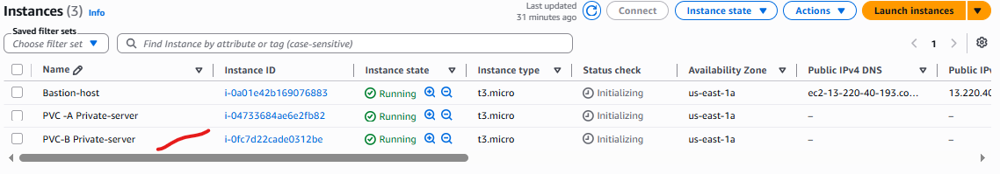 Instances (3) Info
Last updated
31 minutes ago
Connect
Instance state
Actions
Launch instances
Saved filter sets
Choose filter set
Find Instance by attribute or tag (case-sensitive)
1
Name Instance ID Instance state Instance type Status check Availability Zone Public IPv4 DNS Public IP
Bastion-host i-0a01e42b169076883 Running t3.micro Initializing us-east-1a ec2-13-220-40-193.co... 13.220.40
PVC -A Private-server i-04733684ae6e2fb82 Running t3.micro Initializing us-east-1a – –
PVC-B Private-server i-0fc7d22cade0312be Running t3.micro Initializing us-east-1a – –